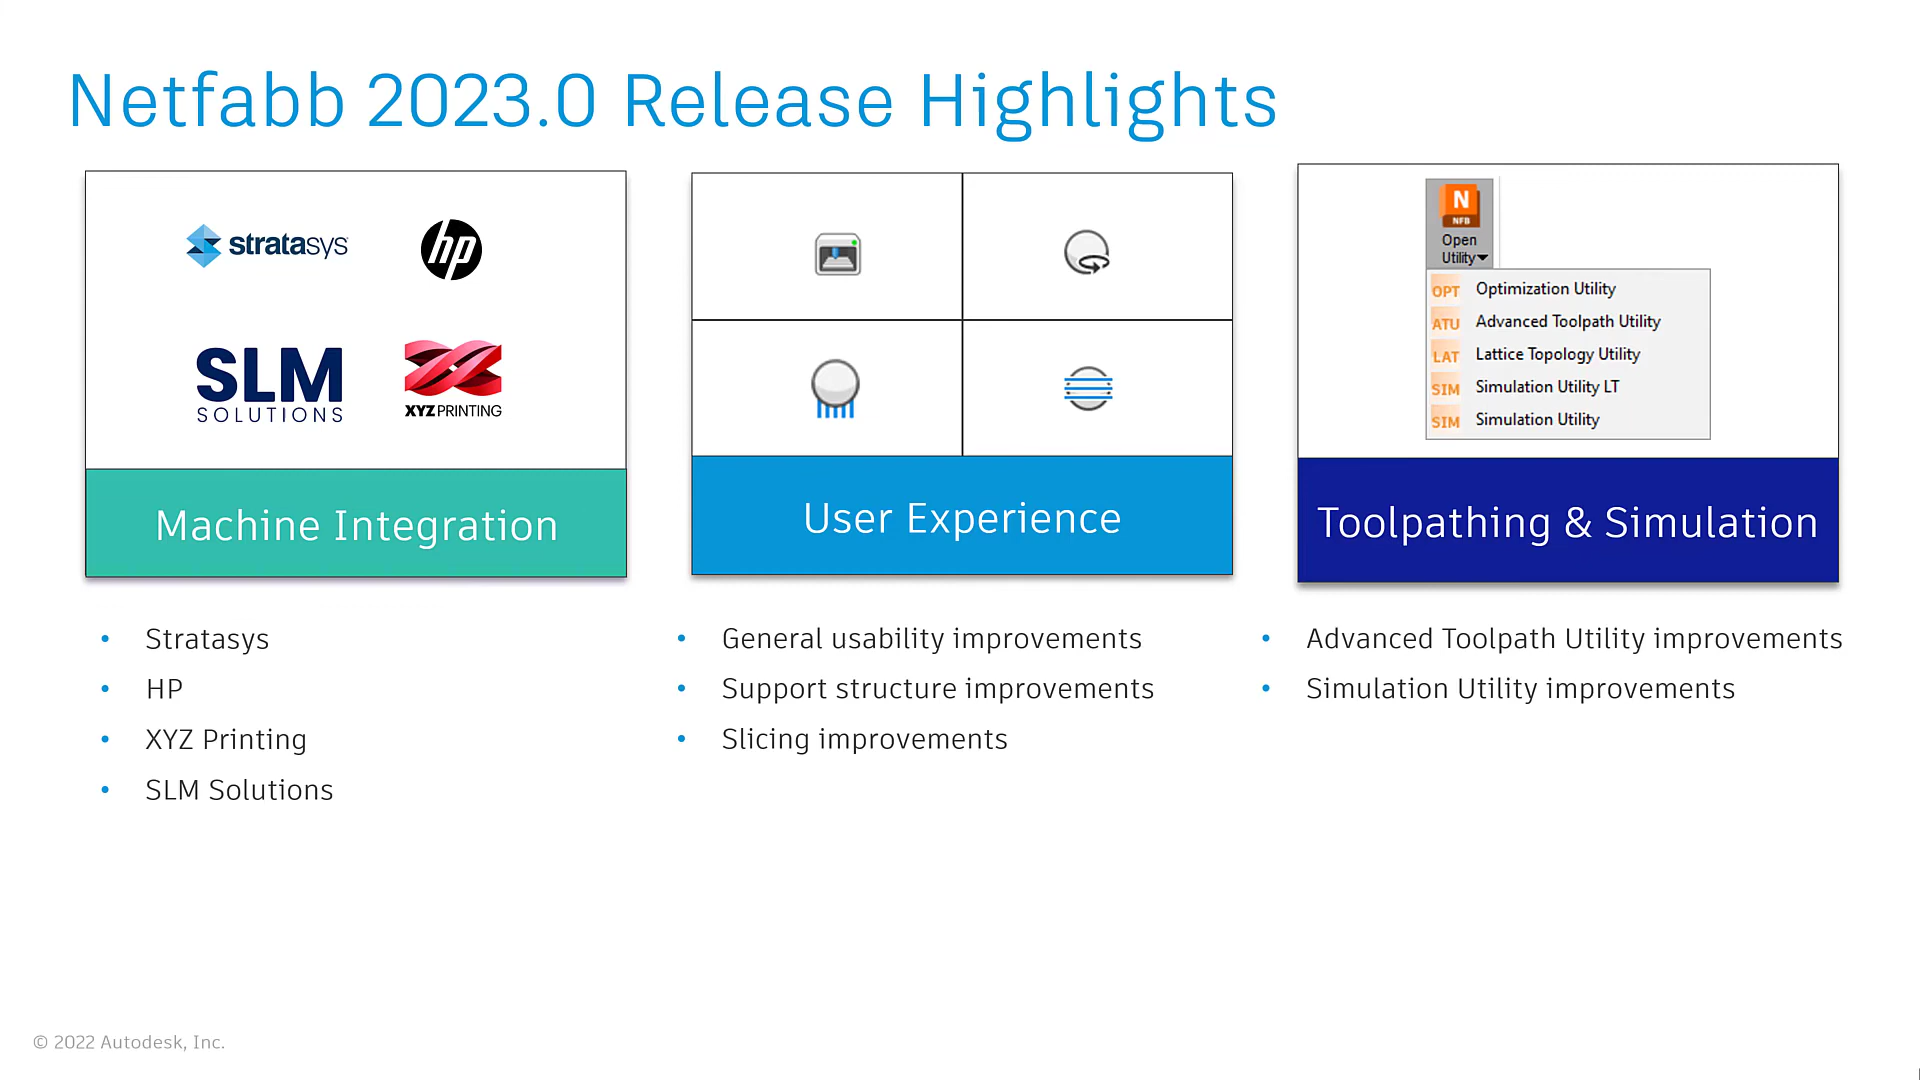 Netfabb 2023.0 Release Highlights
stratasys
hp
SLM
SOLUTIONS
XYZPRINTING
Machine Integration
• Stratasys
• HP
• XYZ Printing
• SLM Solutions
User Experience
• General usability improvements
• Support structure improvements
• Slicing improvements
N
NFB
Open
Utility
OPT Optimization Utility
ATU Advanced Toolpath Utility
LAT Lattice Topology Utility
SIM Simulation Utility LT
SIM Simulation Utility
Toolpathing & Simulation
• Advanced Toolpath Utility improvements
• Simulation Utility improvements
© 2022 Autodesk, Inc.